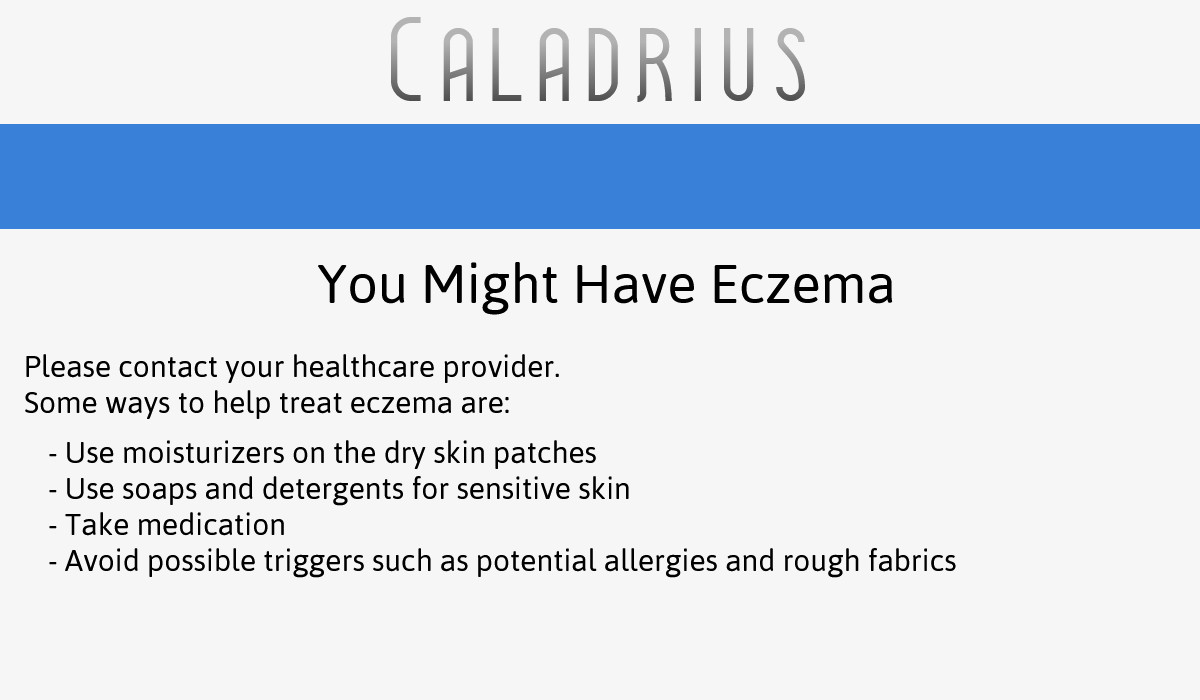 CALADRIUS
You Might Have Eczema
Please contact your healthcare provider.
Some ways to help treat eczema are:
- Use moisturizers on the dry skin patches
- Use soaps and detergents for sensitive skin
- Take medication
- Avoid possible triggers such as potential allergies and rough fabrics